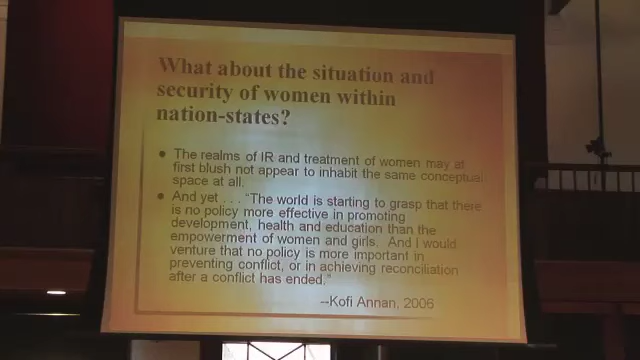 What about the situation and
security of women within
nation-states?
• The realms of IR and treatment of women may at
first blush not appear to inhabit the same conceptual
space at all.
• And yet . . . "The world is starting to grasp that there
is no policy more effective in promoting
development, health and education than the
empowerment of women and girls. And I would
venture that no policy is more important in
preventing conflict, or in achieving reconciliation
after a conflict has ended."
--Kofi Annan, 2006